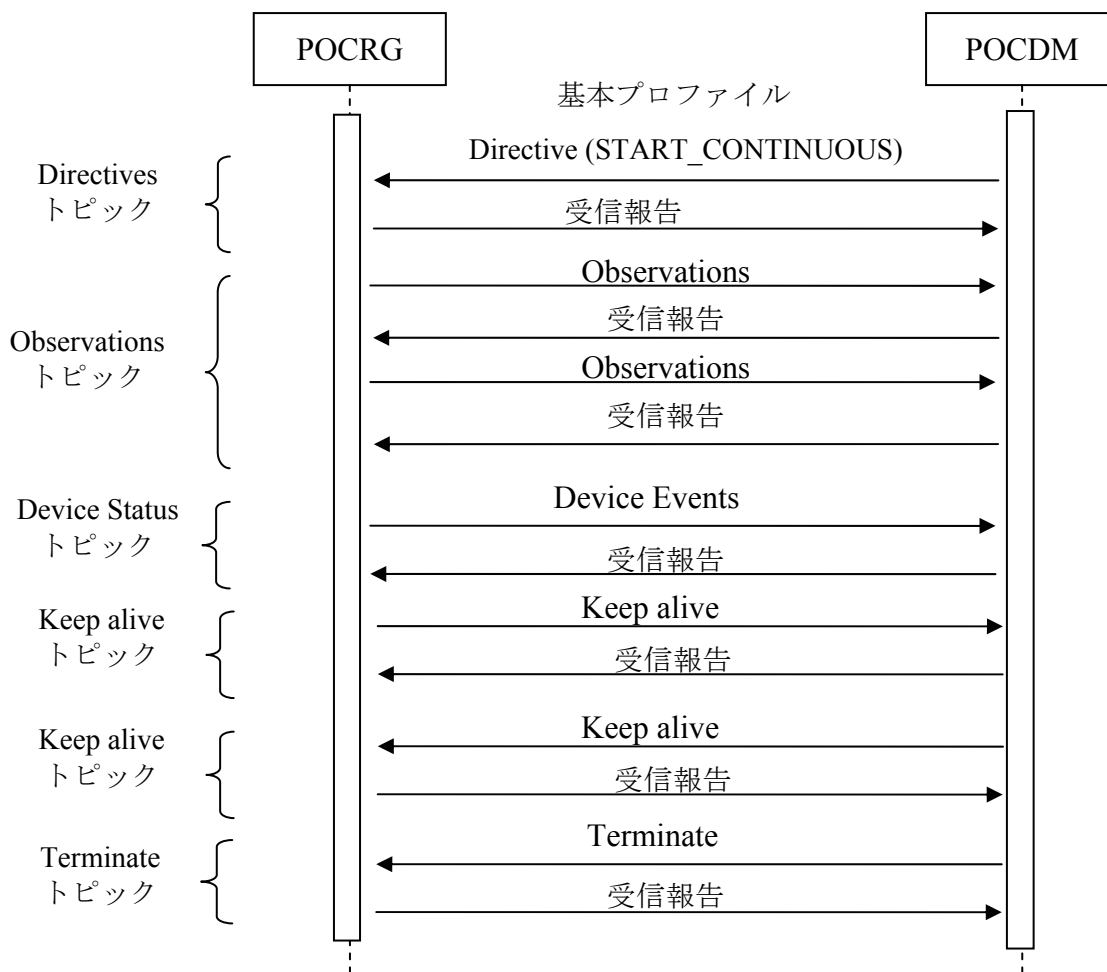 POCRG
POCDM
基本プロファイル
Directive (START_CONTINUOUS)
Directives
トピック
受信報告
Observations
受信報告
Observations
トピック
Observations
受信報告
Device Events
Device Status
トピック
受信報告
Keep alive
Keep alive
トピック
受信報告
Keep alive
Keep alive
トピック
受信報告
Terminate
Terminate
トピック
受信報告